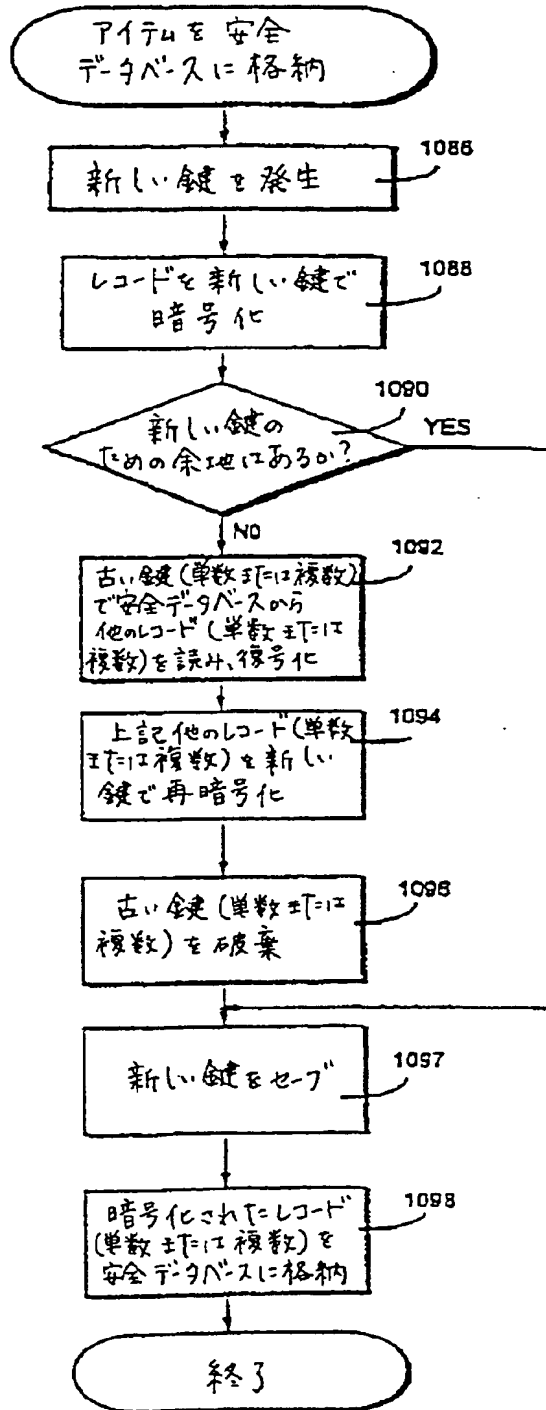 アイテムを安全
データベースに格納
1086
新しい鍵を発生
1088
レコードを新しい鍵で
暗号化
1090
新しい鍵の
ための余地はあるか?
YES
NO
1092
古い鍵(単数または複数)
で安全データベースから
他のレコード(単数または
複数)を読み、復号化
1094
上記他のレコード(単数
または複数)を新しい
鍵で再暗号化
1096
古い鍵(単数または
複数)を破棄
1097
新しい鍵をセーブ
1098
暗号化されたレコード
(単数または複数)を
安全データベースに格納
終了